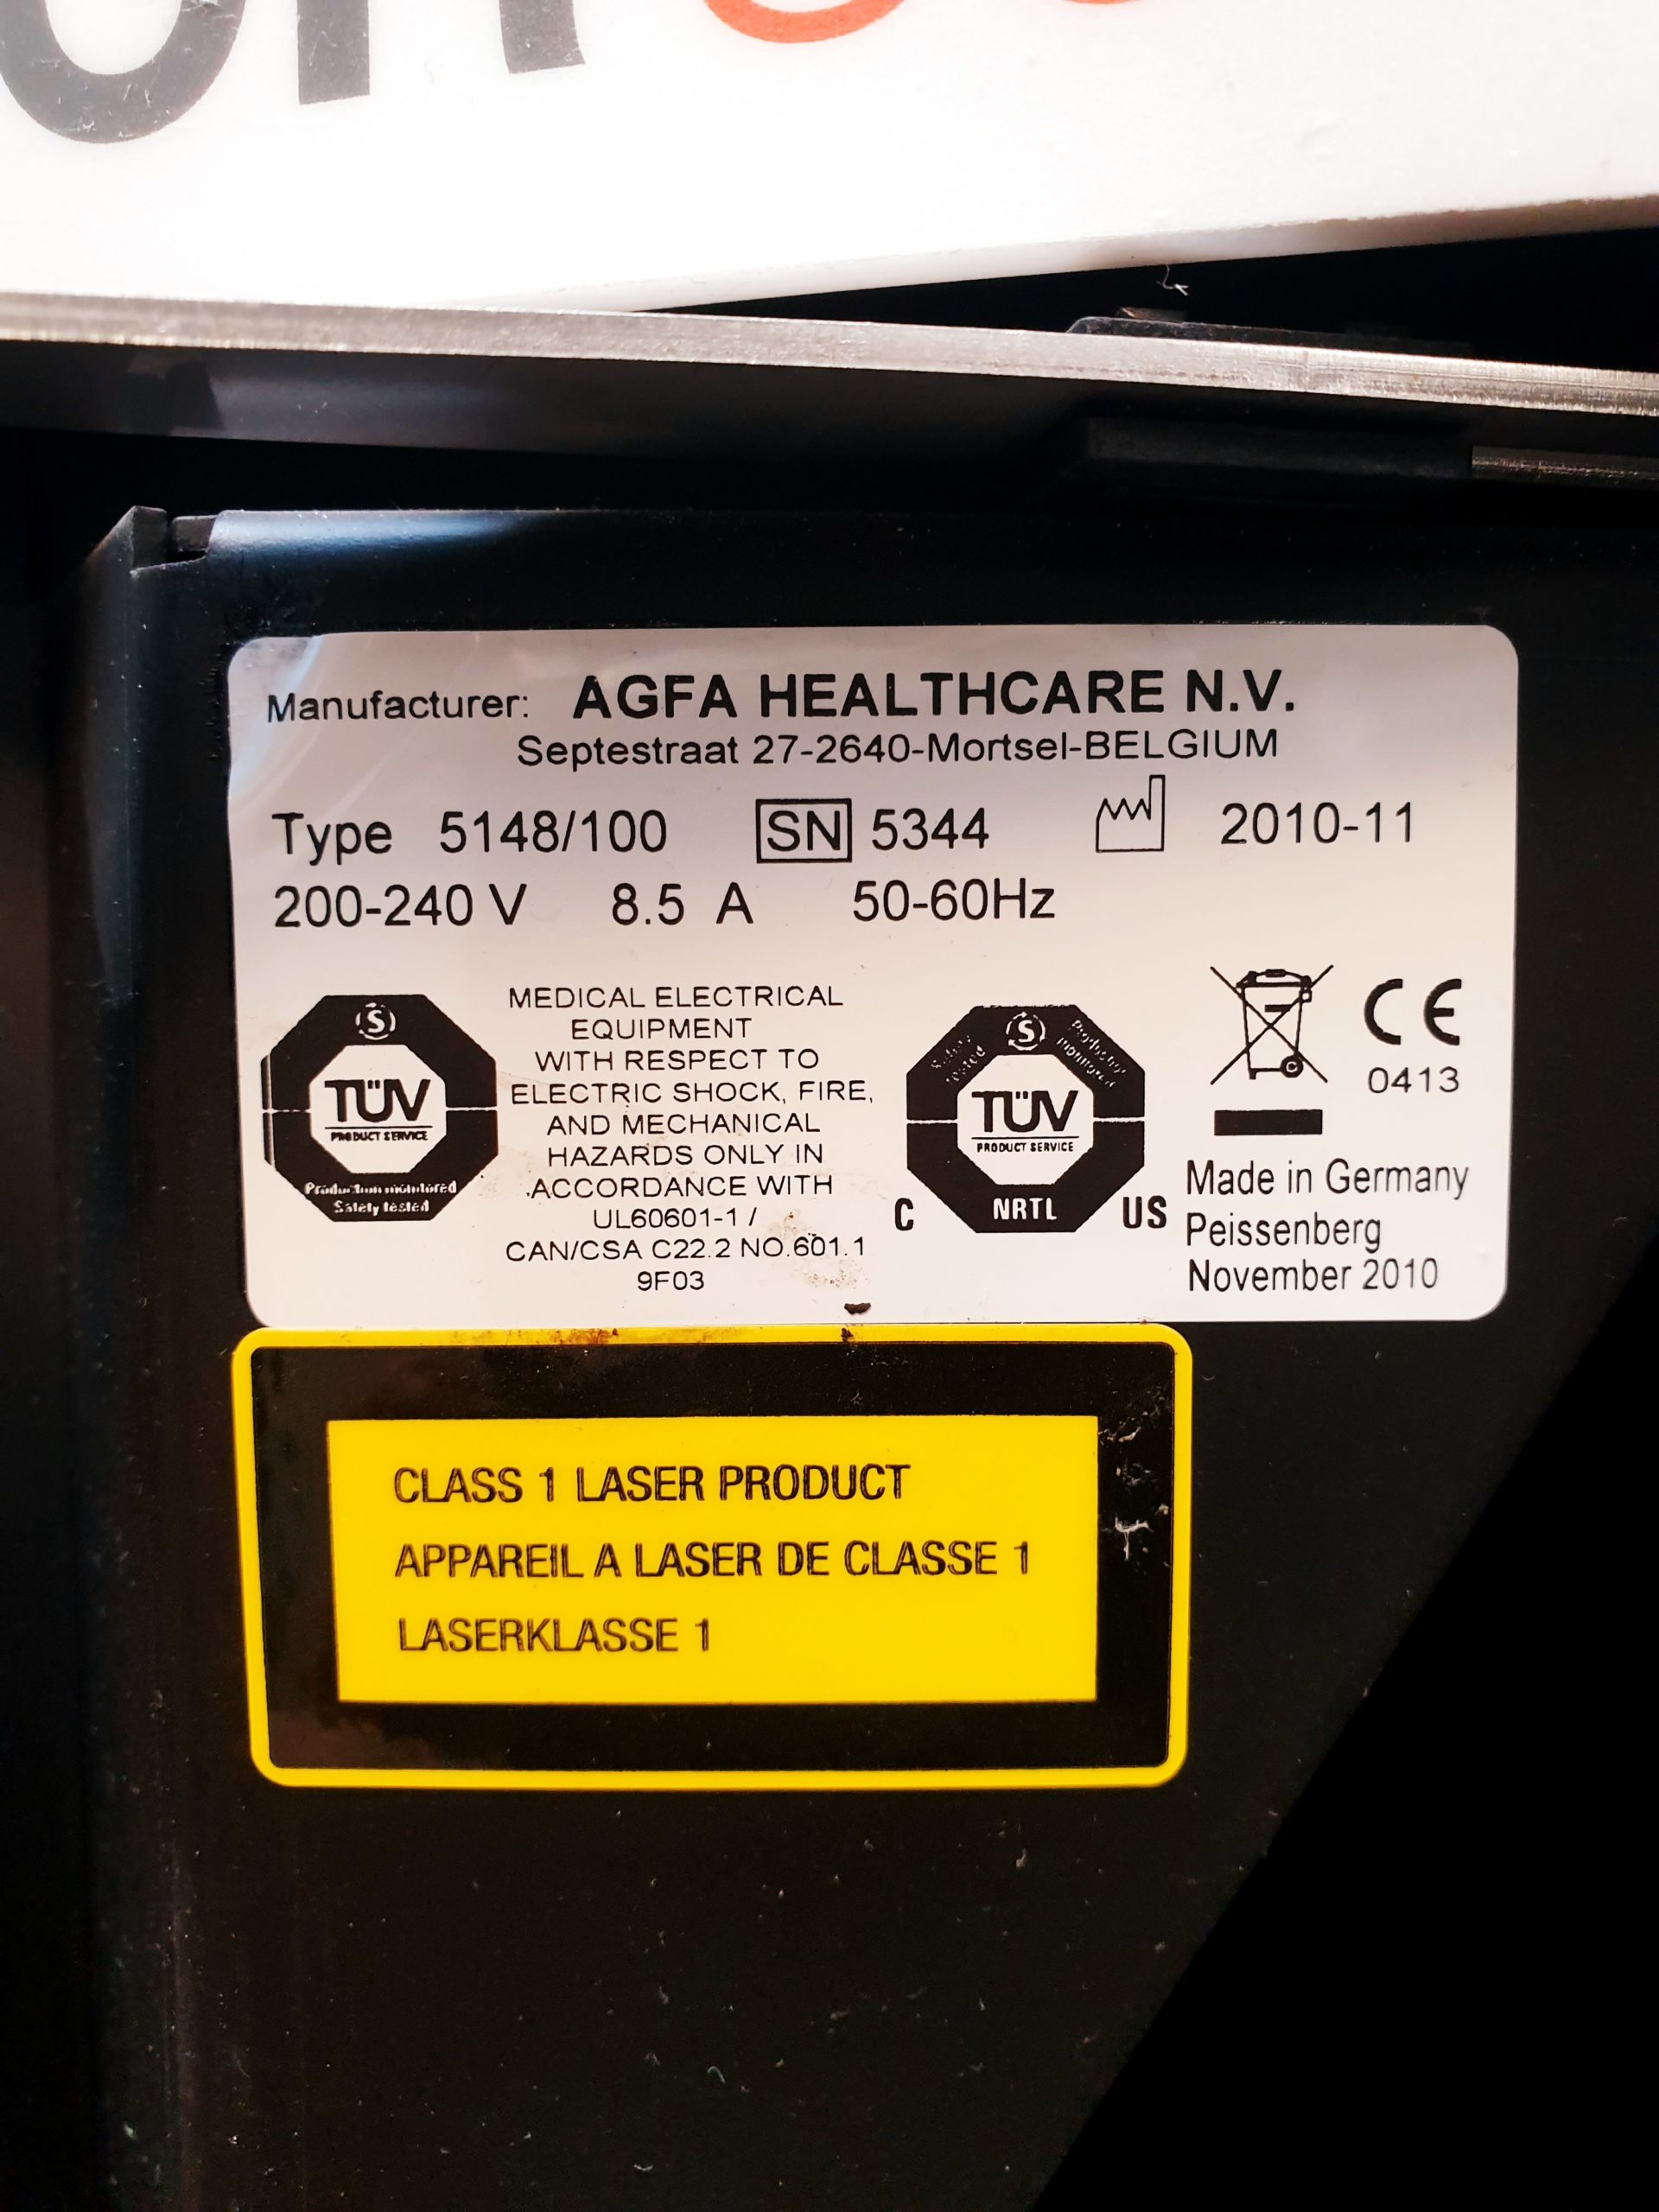 Manufacturer: AGFA HEALTHCARE N.V.
Septestraat 27-2640-Mortsel-BELGIUM
Type 5148/100 SN 5344 2010-11
200-240 V 8.5 A 50-60Hz
S
TÜV
PRODUCT SERVICE
Production monitored
Safety tested
MEDICAL ELECTRICAL
EQUIPMENT
WITH RESPECT TO
ELECTRIC SHOCK, FIRE,
AND MECHANICAL
HAZARDS ONLY IN
ACCORDANCE WITH
UL60601-1 /
CAN/CSA C22.2 NO.601.1
9F03
S
Safety tested
Production monitored
TÜV
PRODUCT SERVICE
C NRTL US
CE
0413
Made in Germany
Peissenberg
November 2010
CLASS 1 LASER PRODUCT
APPAREIL A LASER DE CLASSE 1
LASERKLASSE 1